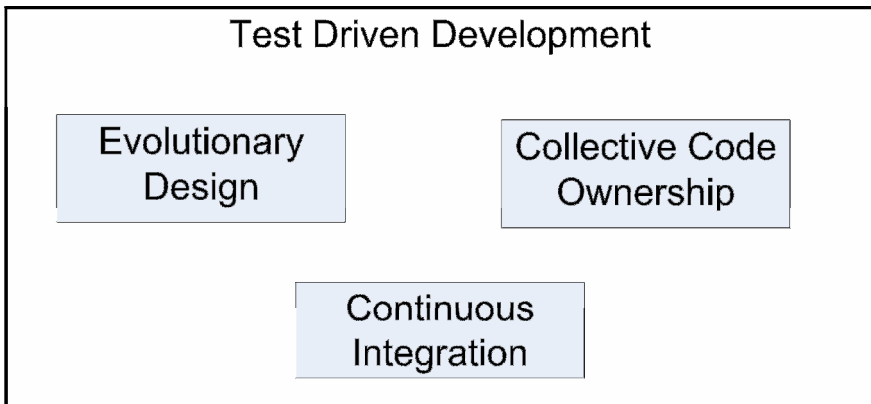 Test Driven Development
Evolutionary
Design
Collective Code
Ownership
Continuous
Integration